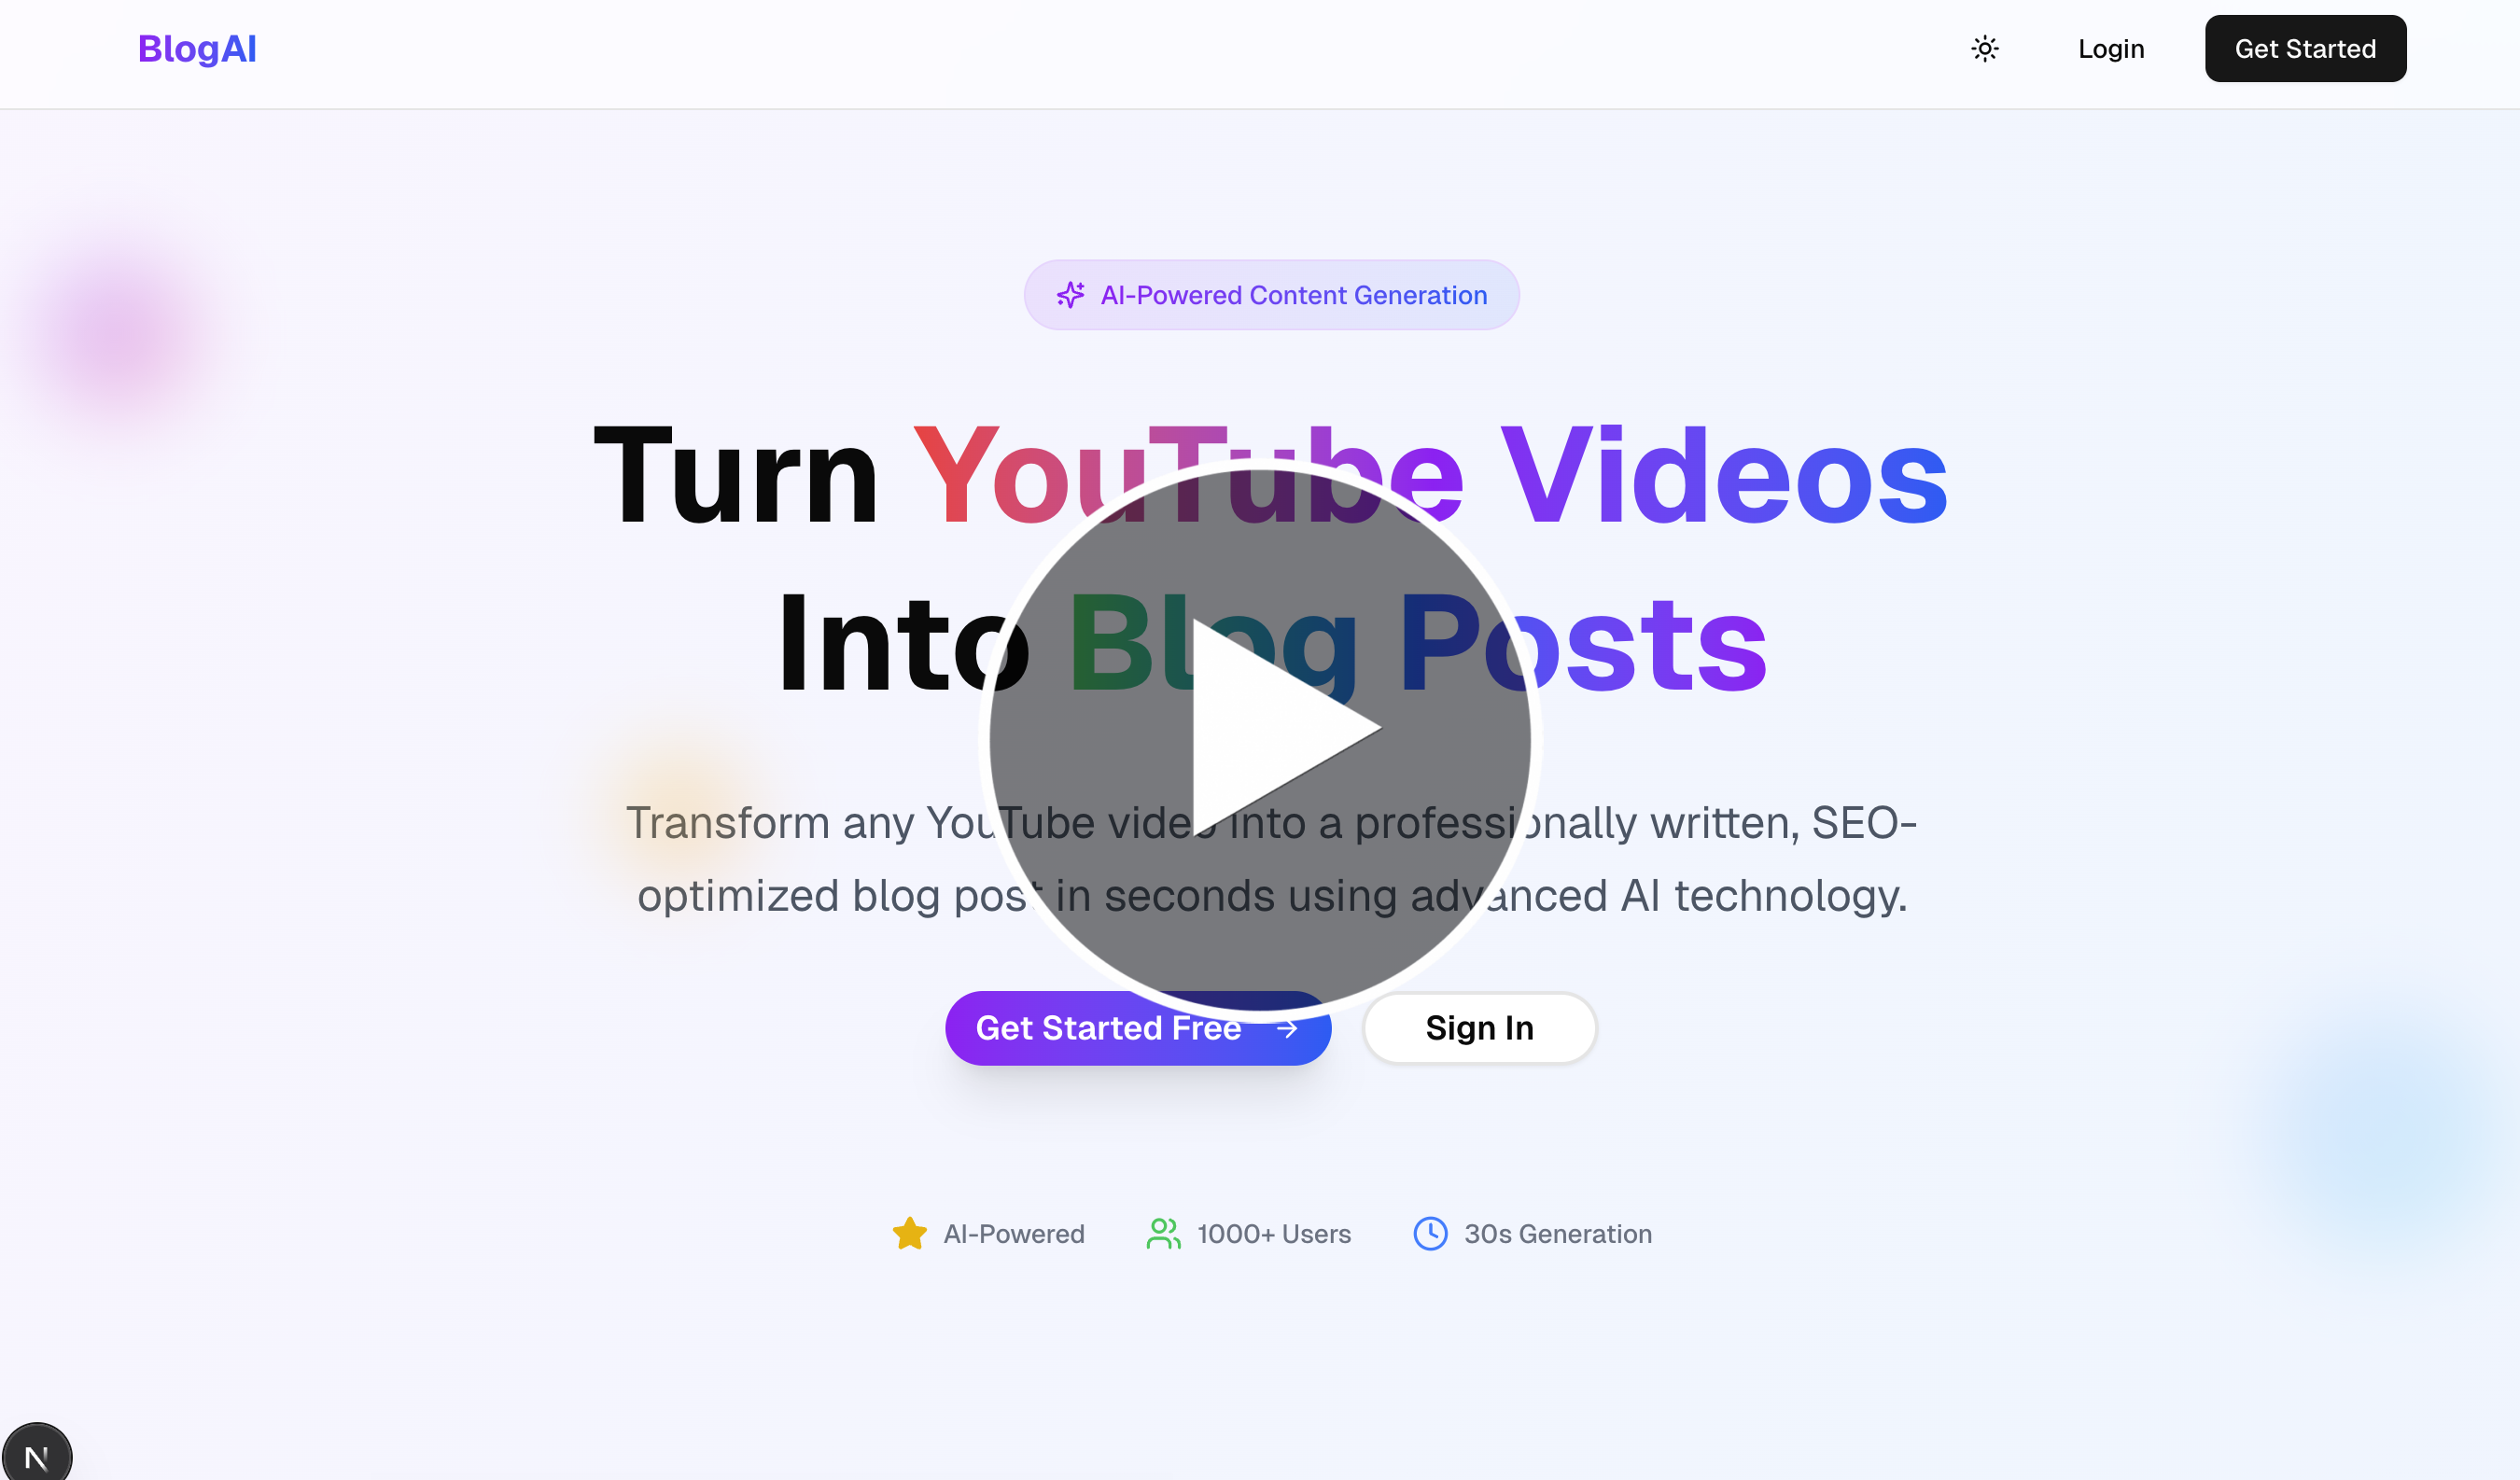 BlogAI
Login
Get Started
AI-Powered Content Generation
Turn YouTube Videos
Into Blog Posts
Transform any YouTube video into a professionally written, SEO-
optimized blog post in seconds using advanced AI technology.
Get Started Free
Sign In
AI-Powered
1000+ Users
30s Generation
N